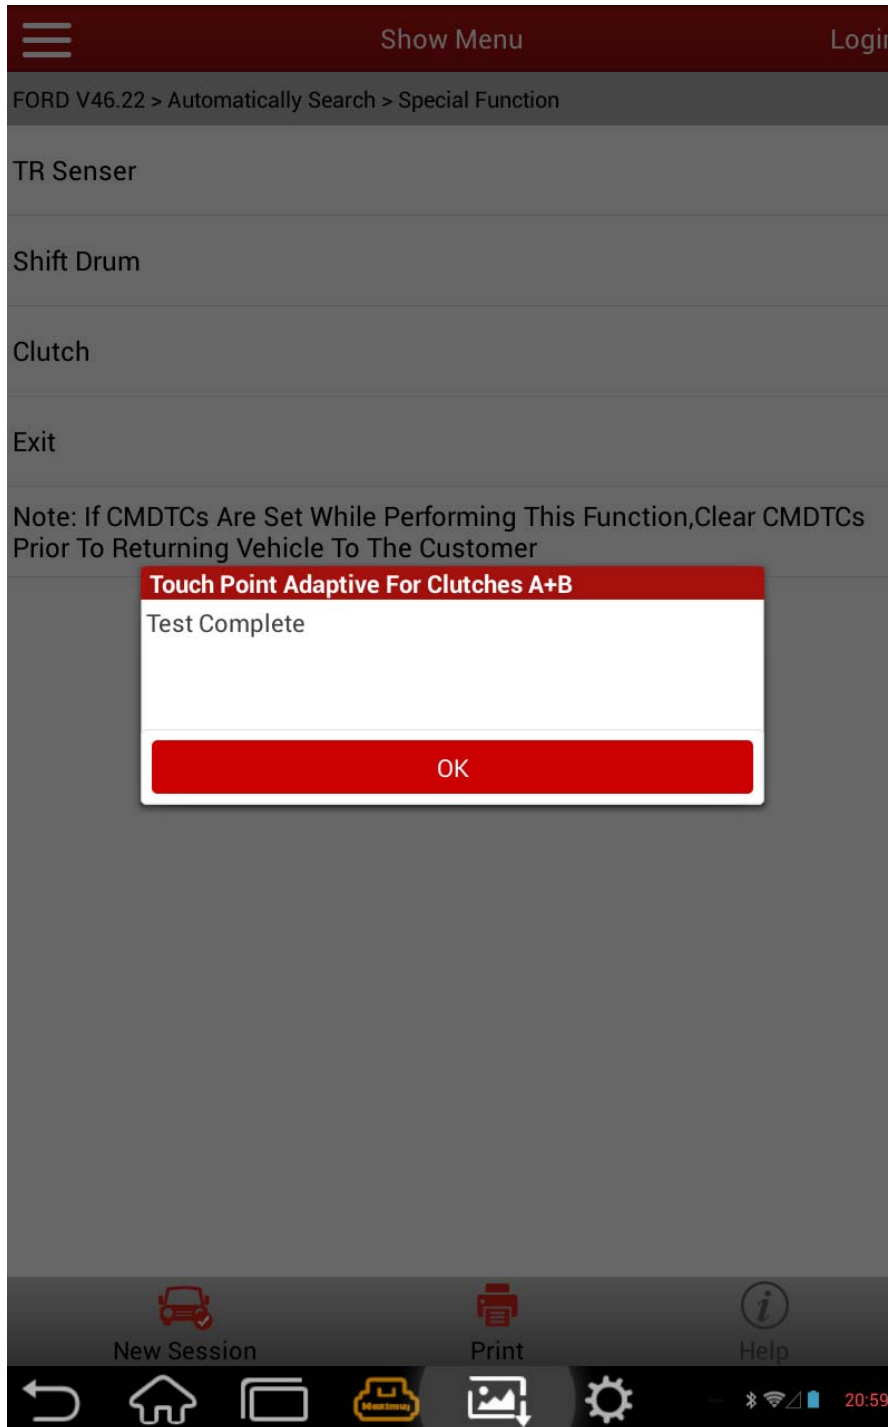 Show Menu
Login
FORD V46.22 > Automatically Search > Special Function
TR Senser
Shift Drum
Clutch
Exit
Note: If CMDTCs Are Set While Performing This Function,Clear CMDTCs
Prior To Returning Vehicle To The Customer
Touch Point Adaptive For Clutches A+B
Test Complete
OK
New Session
Print
Help
Maximus
20:59